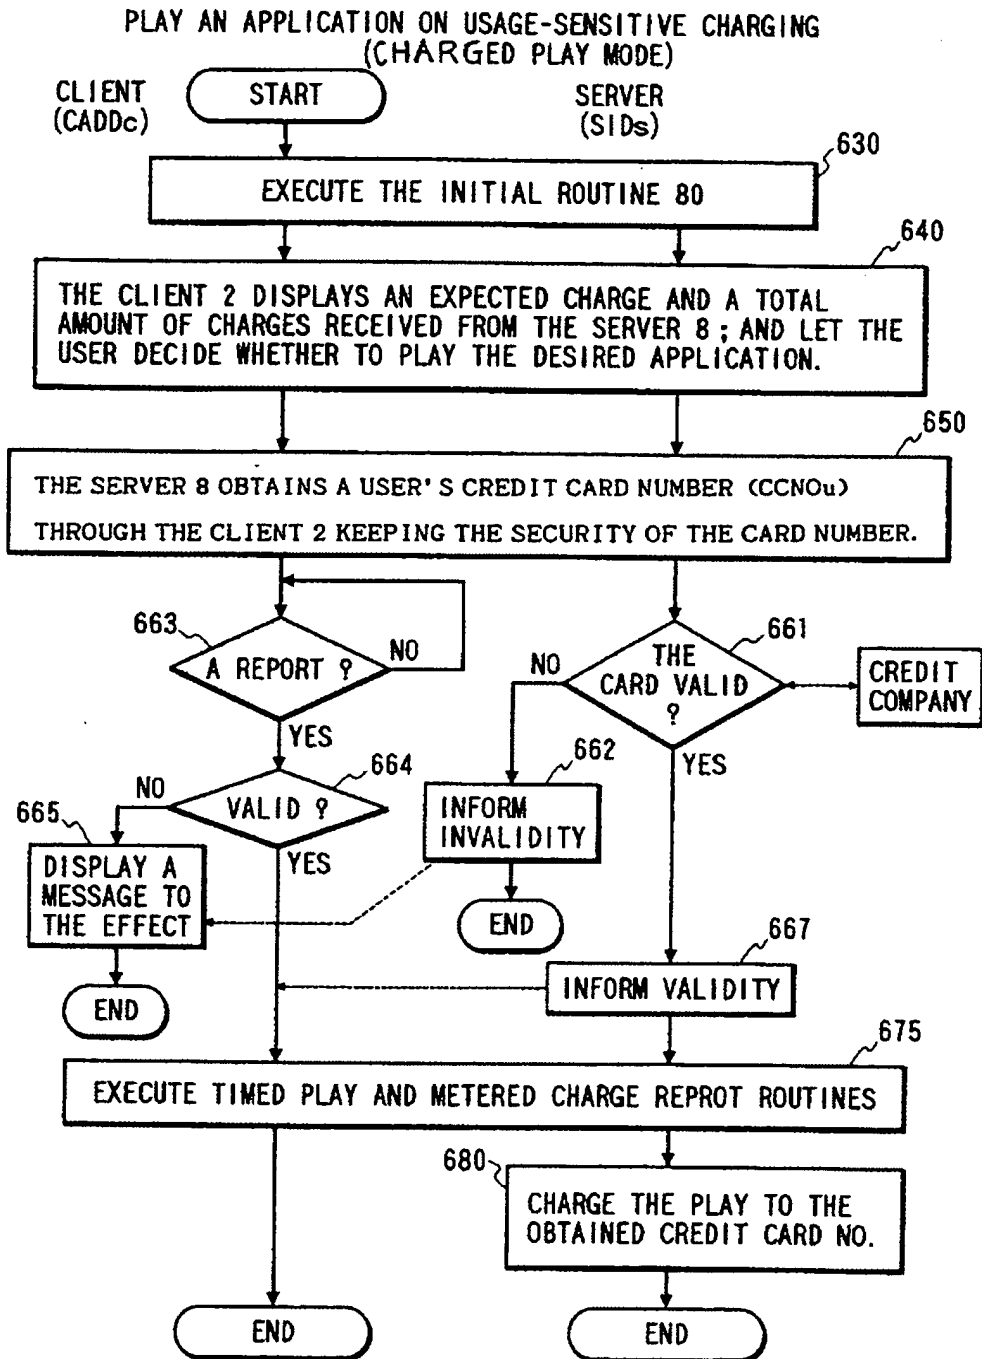 PLAY AN APPLICATION ON USAGE-SENSITIVE CHARGING
(CHARGED PLAY MODE)
CLIENT
(CADDc)
START
SERVER
(SIDs)
630
EXECUTE THE INITIAL ROUTINE 80
640
THE CLIENT 2 DISPLAYS AN EXPECTED CHARGE AND A TOTAL
AMOUNT OF CHARGES RECEIVED FROM THE SERVER 8 ; AND LET THE
USER DECIDE WHETHER TO PLAY THE DESIRED APPLICATION.
650
THE SERVER 8 OBTAINS A USER'S CREDIT CARD NUMBER (CCNOu)
THROUGH THE CLIENT 2 KEEPING THE SECURITY OF THE CARD NUMBER.
663
A REPORT ?
NO
YES
661
THE
CARD VALID
?
NO
YES
CREDIT
COMPANY
664
VALID ?
NO
YES
662
INFORM
INVALIDITY
END
665
DISPLAY A
MESSAGE TO
THE EFFECT
END
667
INFORM VALIDITY
675
EXECUTE TIMED PLAY AND METERED CHARGE REPROT ROUTINES
680
CHARGE THE PLAY TO THE
OBTAINED CREDIT CARD NO.
END
END